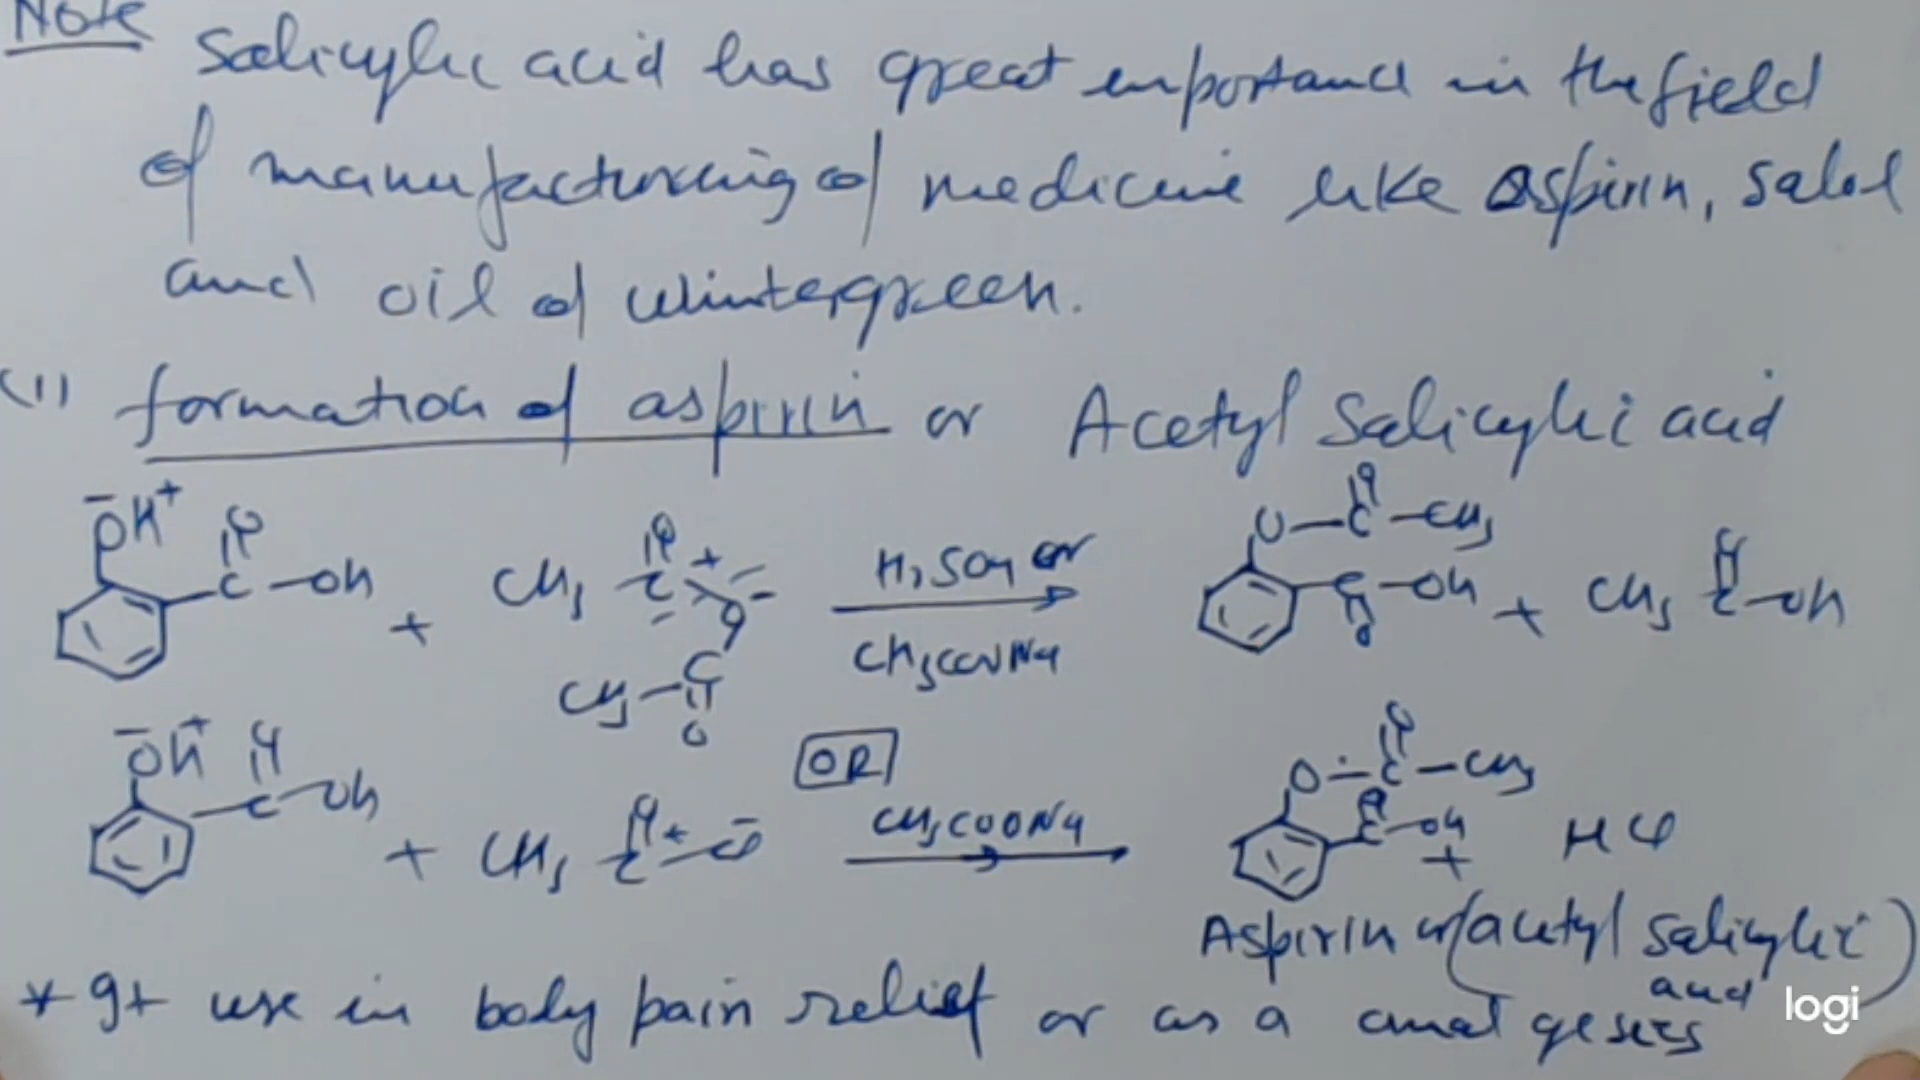 Note
Salicylic acid has great importance in the field
of manufacturing of medicine like aspirin, salol
and oil of wintergreen.
(1) formation of aspirin or Acetyl Salicylic acid
OH+ O
C-OH + CH3 C+ O C CH3 O
H2SO4 or
CH3COONa
O-C-CH3
C-OH + CH3 C-OH
OR
OH+
C-OH + CH3 C+-Cl
CH3COONa
O-C-CH3
C-OH + HCl
Aspirin or (acetyl salicylic acid)
* It use in body pain relief or as a analgesics
logi